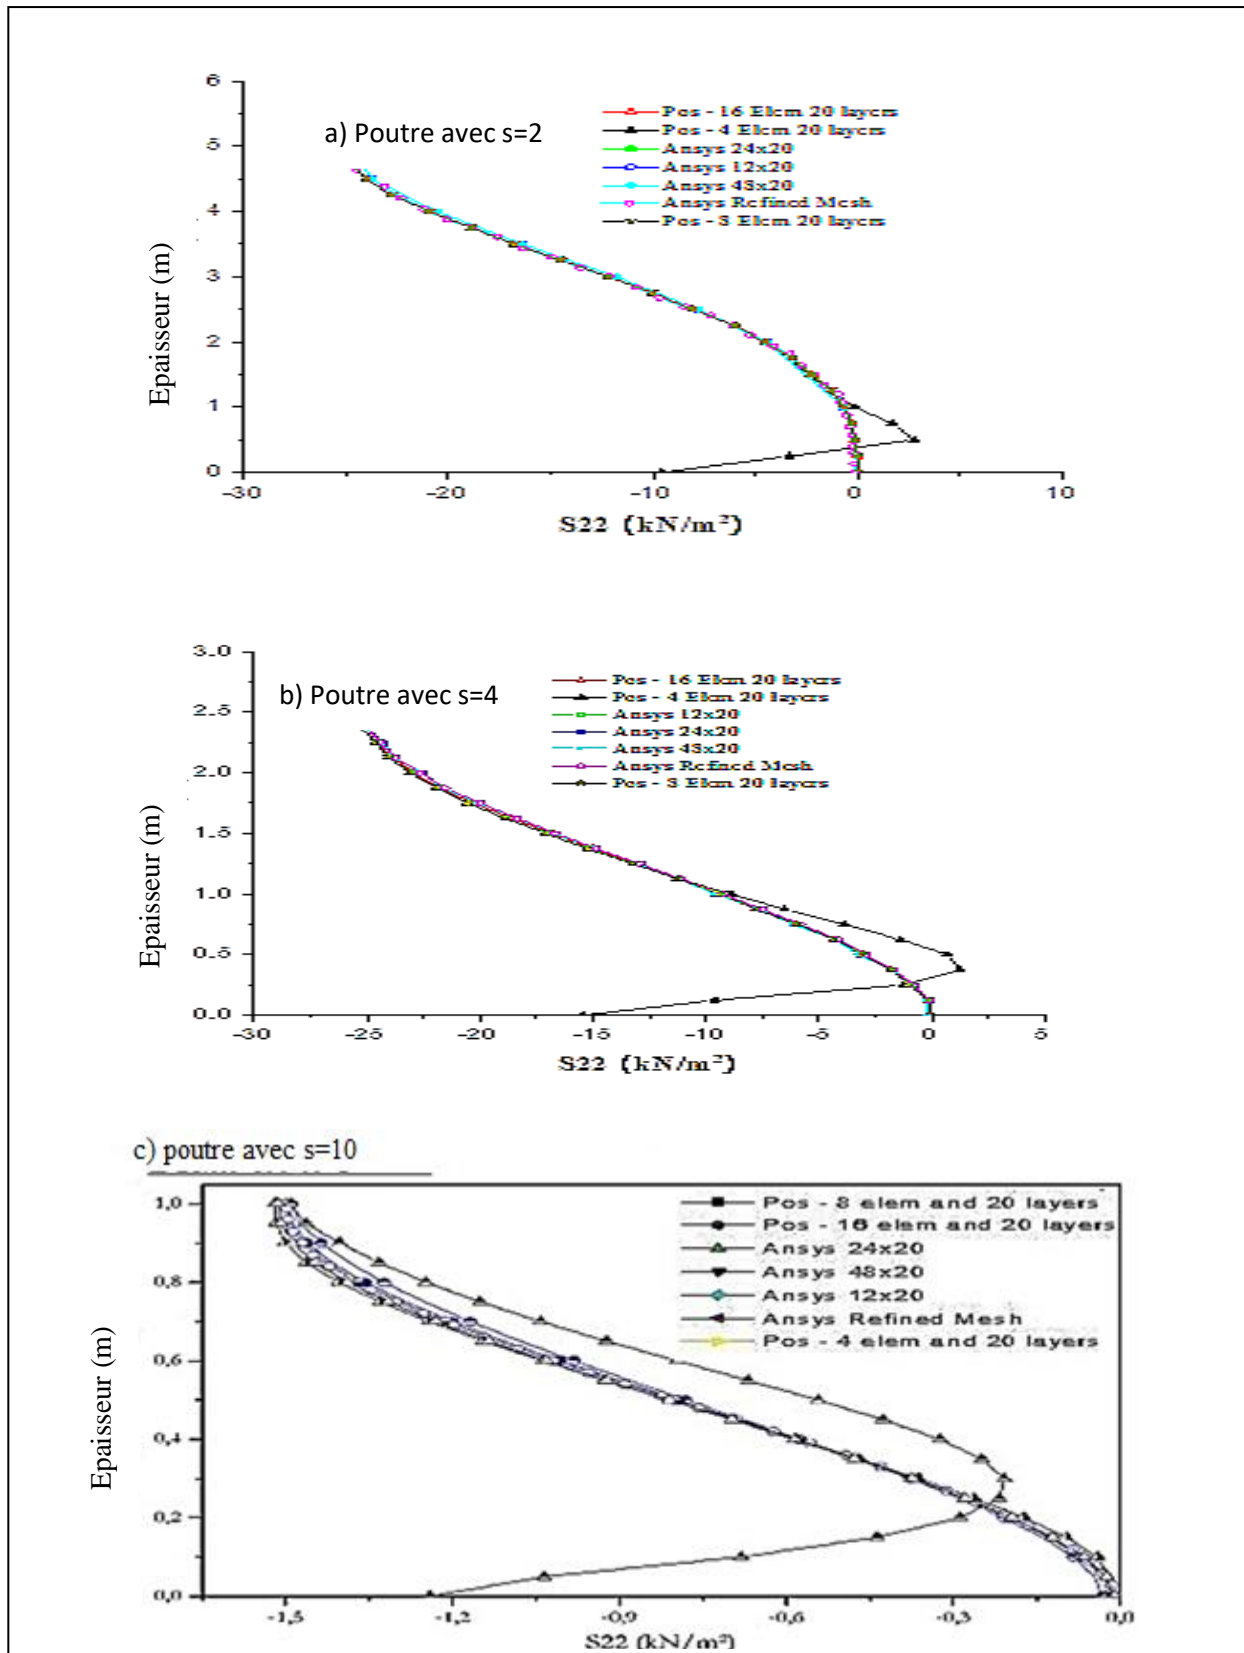 6
a) Poutre avec s=2
Pos - 16 Elem 20 layers
Pos - 4 Elem 20 layers
Ansys 24x20
Ansys 12x20
Ansys 48x20
Ansys Refined Mesh
Pos - 8 Elem 20 layers
5
4
3
2
1
0
Epaisseur (m)
-30
-20
-10
0
10
S22 (kN/m²)
3.0
b) Poutre avec s=4
Pos - 16 Elem 20 layers
Pos - 4 Elem 20 layers
Ansys 12x20
Ansys 24x20
Ansys 48x20
Ansys Refined Mesh
Pos - 8 Elem 20 layers
2.5
2.0
1.5
1.0
0.5
0.0
Epaisseur (m)
-30
-25
-20
-15
-10
-5
0
5
S22 (kN/m²)
c) poutre avec s=10
1,0
Pos - 8 elem and 20 layers
Pos - 16 elem and 20 layers
Ansys 24x20
Ansys 48x20
Ansys 12x20
Ansys Refined Mesh
Pos - 4 elem and 20 layers
0,8
0,6
0,4
0,2
0,0
Epaisseur (m)
-1,5
-1,2
-0,9
-0,6
-0,3
0,0
S22 (kN/m²)